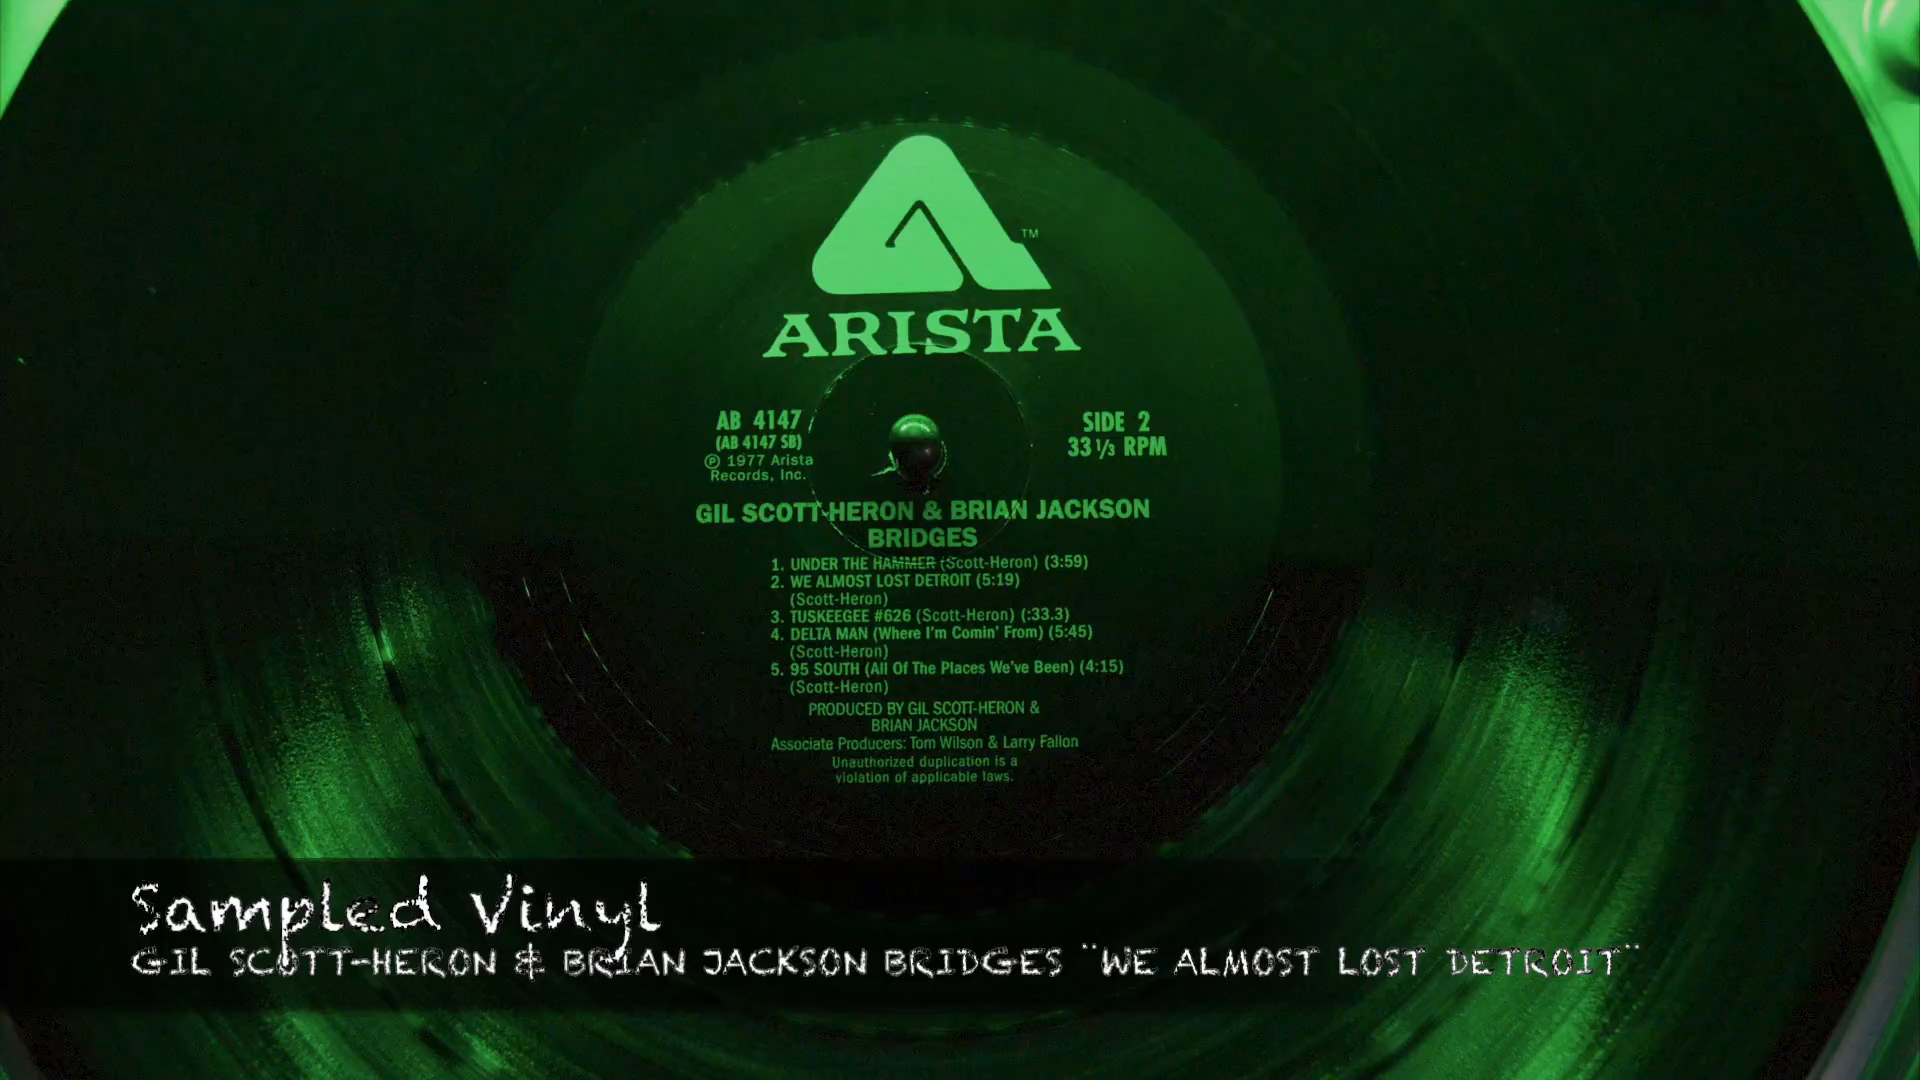 TM
ARISTA
AB 4147
(AB 4147 SB)
℗ 1977 Arista
Records, Inc.
SIDE 2
33 1/3 RPM
GIL SCOTT-HERON & BRIAN JACKSON
BRIDGES
1. UNDER THE HAMMER (Scott-Heron) (3:59)
2. WE ALMOST LOST DETROIT (5:19)
(Scott-Heron)
3. TUSKEEGEE #626 (Scott-Heron) (:33.3)
4. DELTA MAN (Where I'm Comin' From) (5:45)
(Scott-Heron)
5. 95 SOUTH (All Of The Places We've Been) (4:15)
(Scott-Heron)
PRODUCED BY GIL SCOTT-HERON &
BRIAN JACKSON
Associate Producers: Tom Wilson & Larry Fallon
Unauthorized duplication is a
violation of applicable laws.
Sampled Vinyl
GIL SCOTT-HERON & BRIAN JACKSON BRIDGES ¨WE ALMOST LOST DETROIT¨